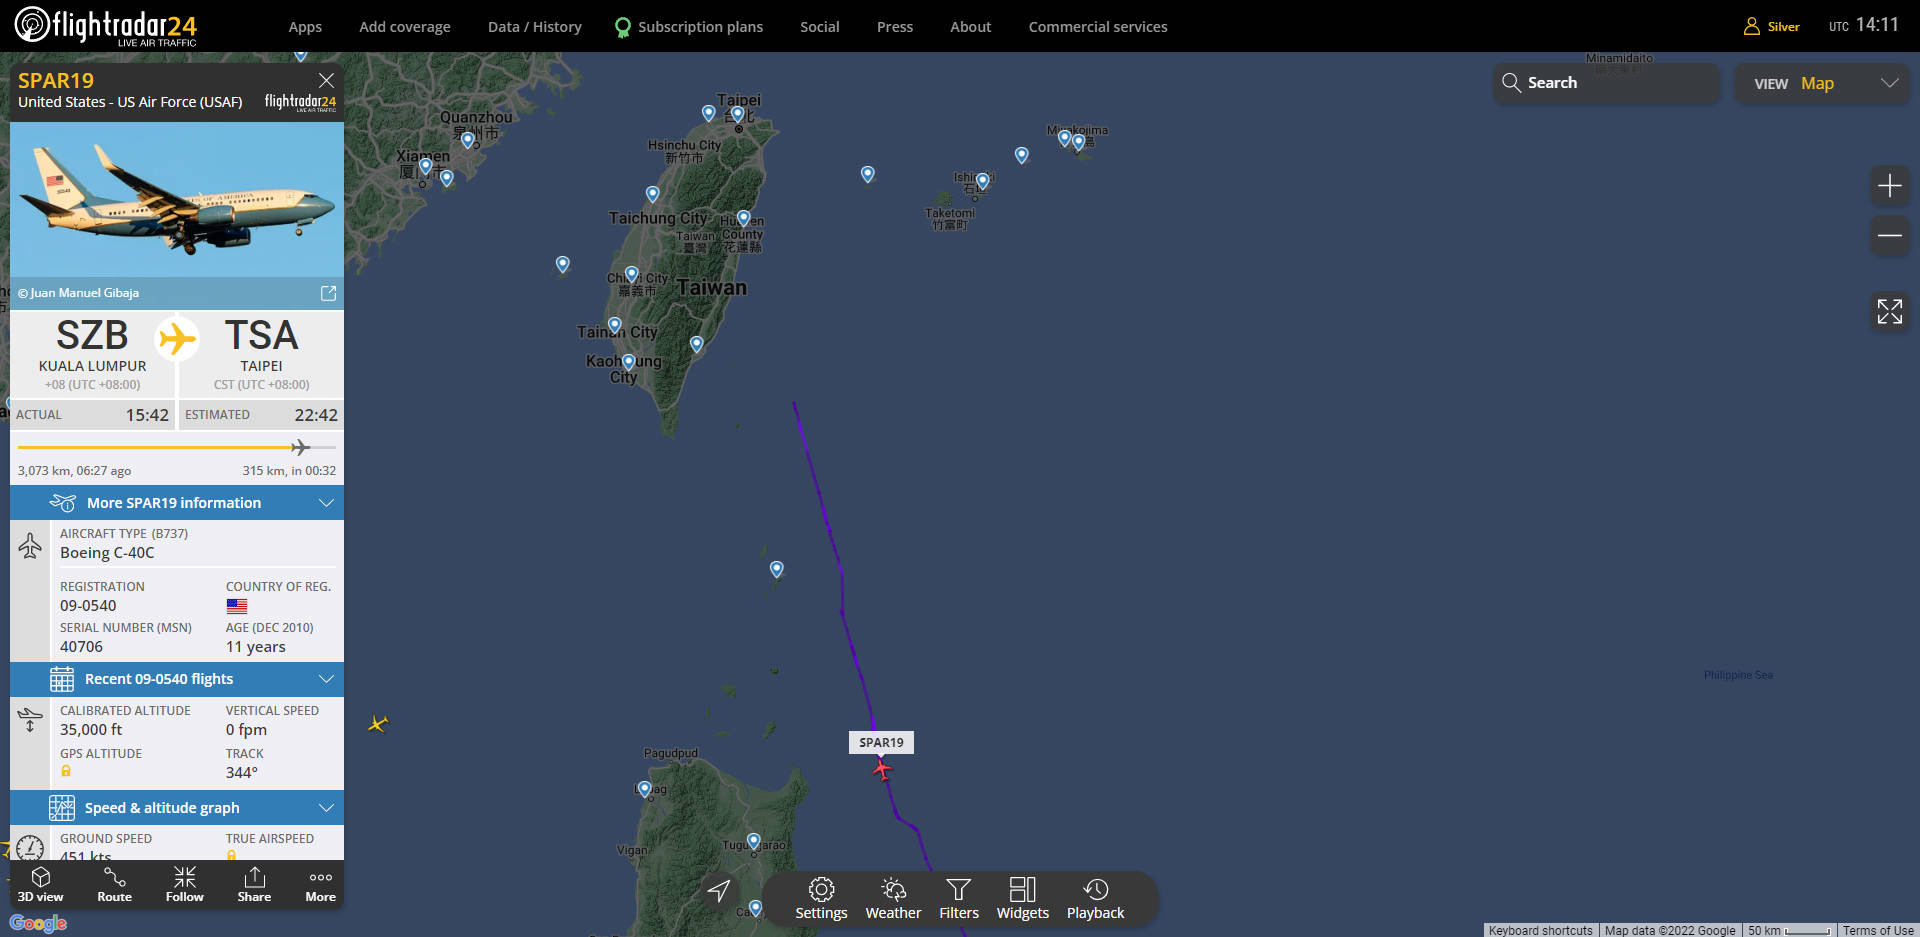 flightradar24
LIVE AIR TRAFFIC
Apps
Add coverage
Data / History
Subscription plans
Social
Press
About
Commercial services
Silver
UTC 14:11
SPAR19
United States - US Air Force (USAF)
flightradar24
LIVE AIR TRAFFIC
© Juan Manuel Gibaja
SZB
TSA
KUALA LUMPUR
TAIPEI
+08 (UTC +08:00)
CST (UTC +08:00)
ACTUAL 15:42
ESTIMATED 22:42
3,073 km, 06:27 ago
315 km, in 00:32
More SPAR19 information
AIRCRAFT TYPE (B737)
Boeing C-40C
REGISTRATION
COUNTRY OF REG.
09-0540
SERIAL NUMBER (MSN)
AGE (DEC 2010)
40706
11 years
Recent 09-0540 flights
CALIBRATED ALTITUDE
VERTICAL SPEED
35,000 ft
0 fpm
GPS ALTITUDE
TRACK
344°
Speed & altitude graph
GROUND SPEED
TRUE AIRSPEED
451 kts
3D view
Route
Follow
Share
More
Google
Search
VIEW Map
Minamidaito
Quanzhou
泉州市
Xiamen
厦门市
Taipei
台北
Hsinchu City
新竹市
Taichung City
Hualien
County
花蓮縣
Taiwan
臺灣
Chiayi City
嘉義市
Taiwan
Tainan City
Kaohsiung
City
Miyakojima
Ishigaki
石垣
Taketomi
竹富町
Philippine Sea
SPAR19
Pagudpud
Laoag
Vigan
Tuguegarao
Settings
Weather
Filters
Widgets
Playback
Keyboard shortcuts
Map data ©2022 Google
50 km
Terms of Use